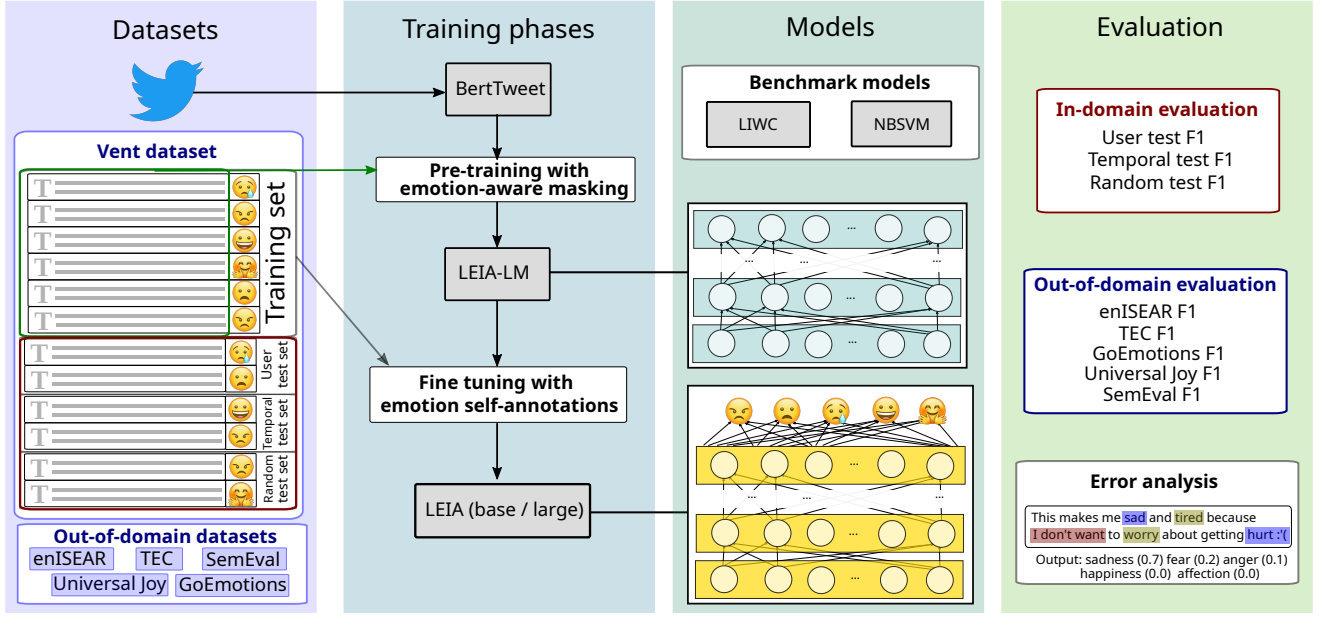 Datasets
Vent dataset
T
T
T
T
T
T
Training set
T
T
User
test set
T
T
Temporal
test set
T
T
Random
test set
Out-of-domain datasets
enISEAR TEC SemEval
Universal Joy GoEmotions
Training phases
BertTweet
Pre-training with
emotion-aware masking
LEIA-LM
Fine tuning with
emotion self-annotations
LEIA (base / large)
Models
Benchmark models
LIWC NBSVM
...
...
...
...
...
...
...
...
...
...
Evaluation
In-domain evaluation
User test F1
Temporal test F1
Random test F1
Out-of-domain evaluation
enISEAR F1
TEC F1
GoEmotions F1
Universal Joy F1
SemEval F1
Error analysis
This makes me sad and tired because
I don't want to worry about getting hurt :'(
Output: sadness (0.7) fear (0.2) anger (0.1)
happiness (0.0) affection (0.0)